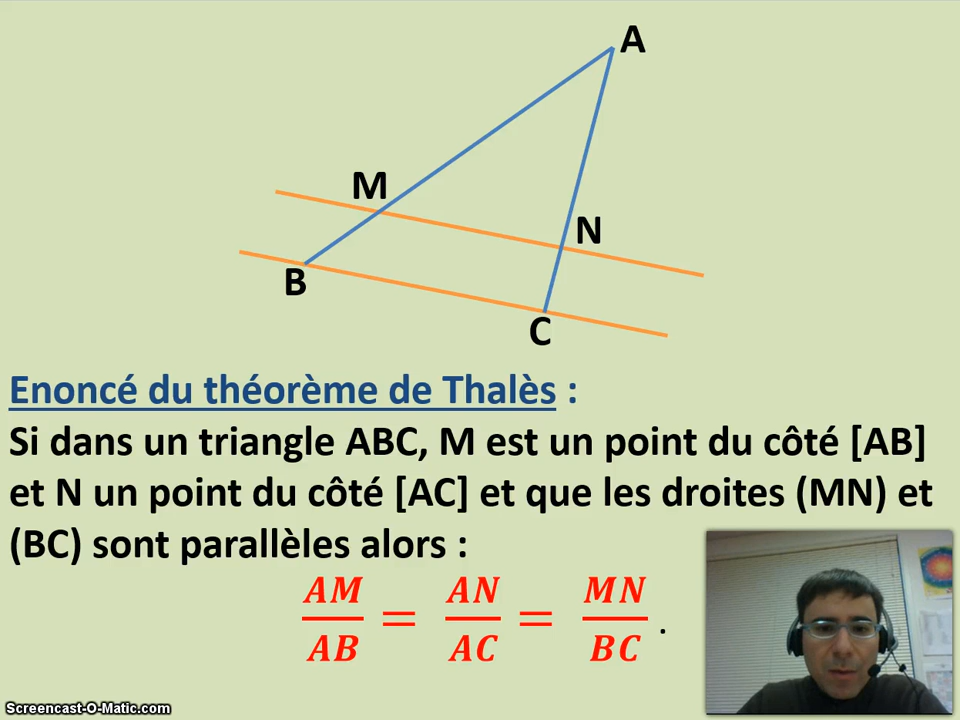 A
M
N
B
C
Enoncé du théorème de Thalès :
Si dans un triangle ABC, M est un point du côté [AB]
et N un point du côté [AC] et que les droites (MN) et
(BC) sont parallèles alors :
AM/AB = AN/AC = MN/BC .
Screencast-O-Matic.com